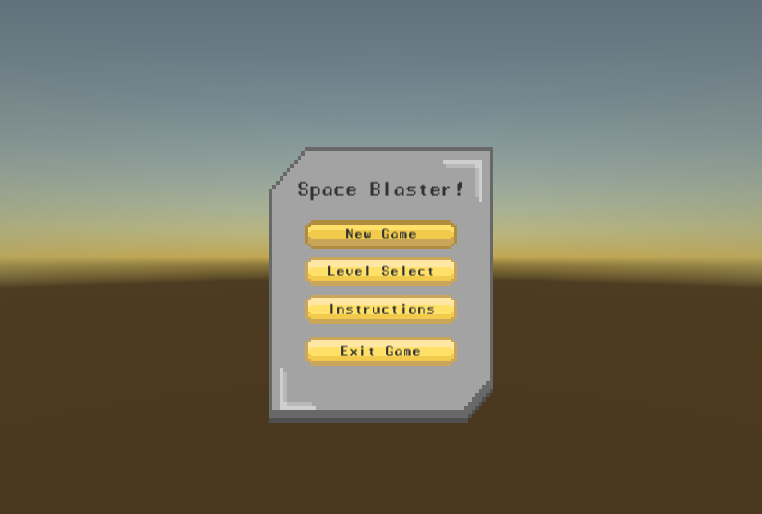 Space Blaster!
New Game
Level Select
Instructions
Exit Game